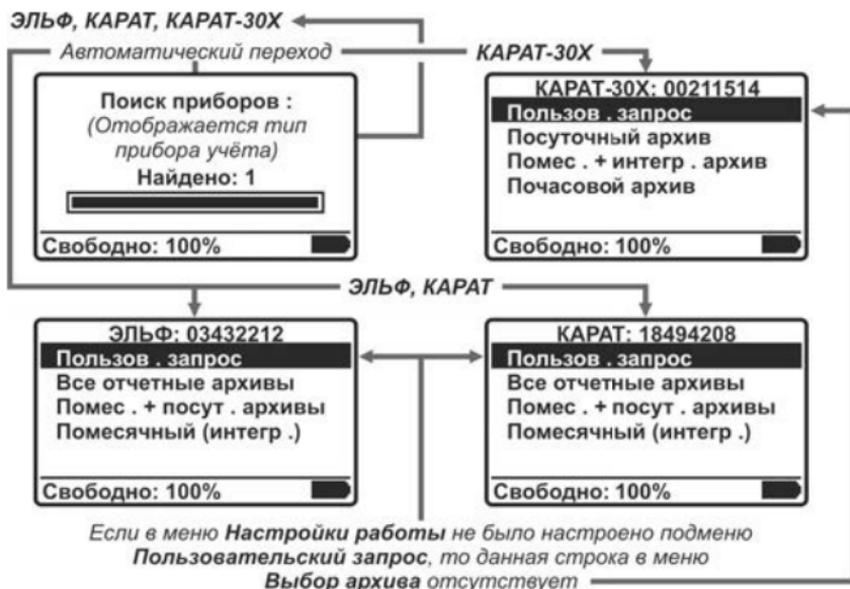 ЭЛЬФ, КАРАТ, КАРАТ-30Х
Автоматический переход
КАРАТ-30Х
Поиск приборов :
(Отображается тип
прибора учёта)
Найдено: 1
Свободно: 100%
КАРАТ-30Х: 00211514
Пользов . запрос
Посуточный архив
Помес . + интегр . архив
Почасовой архив
Свободно: 100%
ЭЛЬФ, КАРАТ
ЭЛЬФ: 03432212
Пользов . запрос
Все отчетные архивы
Помес . + посут . архивы
Помесячный (интегр .)
Свободно: 100%
КАРАТ: 18494208
Пользов . запрос
Все отчетные архивы
Помес . + посут . архивы
Помесячный (интегр .)
Свободно: 100%
Если в меню Настройки работы не было настроено подменю
Пользовательский запрос, то данная строка в меню
Выбор архива отсутствует